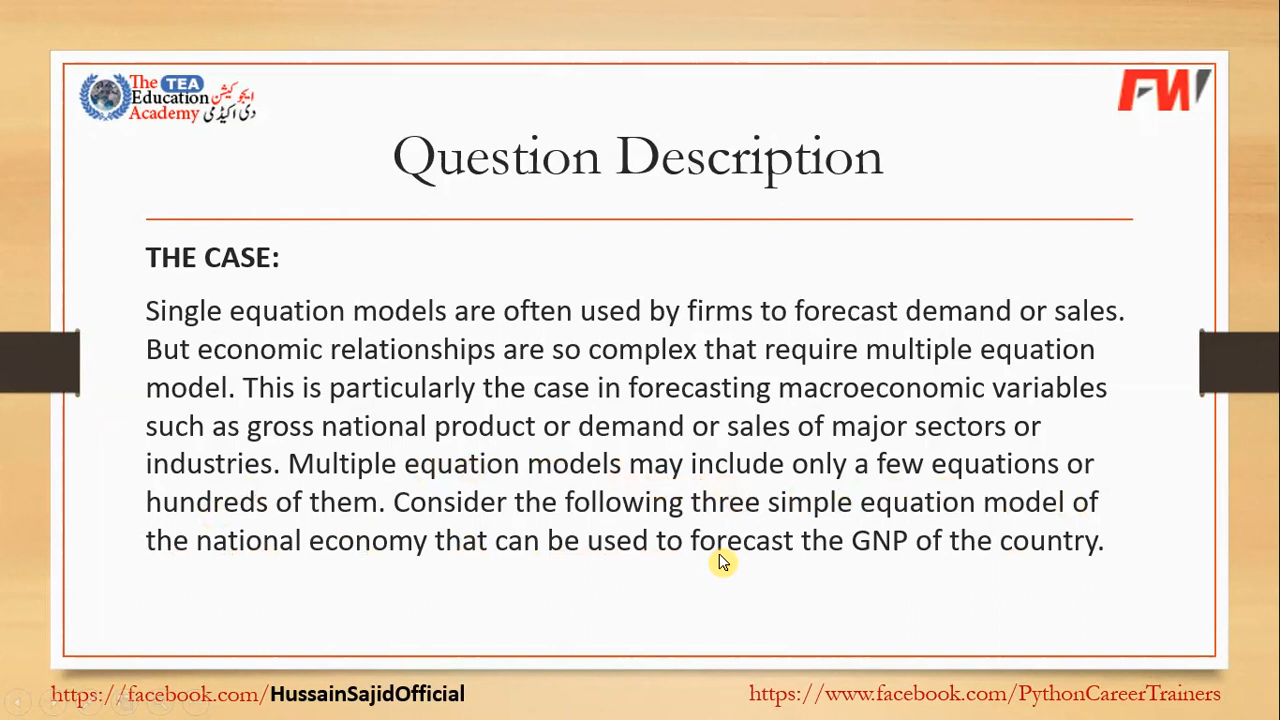 The TEA
Education ایجوکیشن
Academy دی اکیڈمی
FW
Question Description
THE CASE:
Single equation models are often used by firms to forecast demand or sales.
But economic relationships are so complex that require multiple equation
model. This is particularly the case in forecasting macroeconomic variables
such as gross national product or demand or sales of major sectors or
industries. Multiple equation models may include only a few equations or
hundreds of them. Consider the following three simple equation model of
the national economy that can be used to forecast the GNP of the country.
https://facebook.com/HussainSajidOfficial
https://www.facebook.com/PythonCareerTrainers